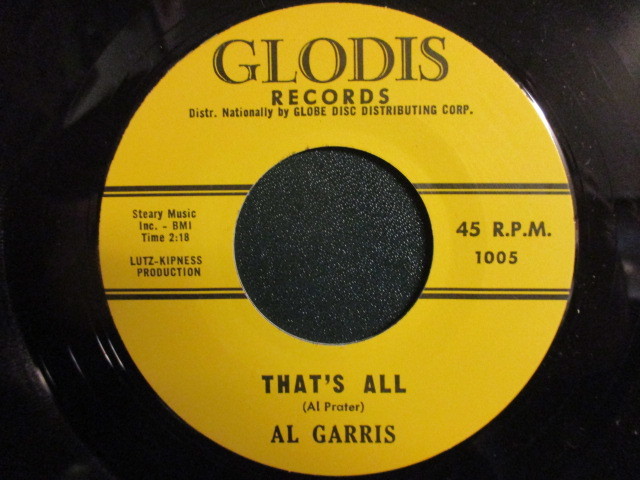 GLODIS
RECORDS
Distr. Nationally by GLOBE DISC DISTRIBUTING CORP.
Steary Music
Inc. - BMI
Time 2:18
LUTZ-KIPNESS
PRODUCTION
45 R.P.M.
1005
THAT'S ALL
(Al Prater)
AL GARRIS